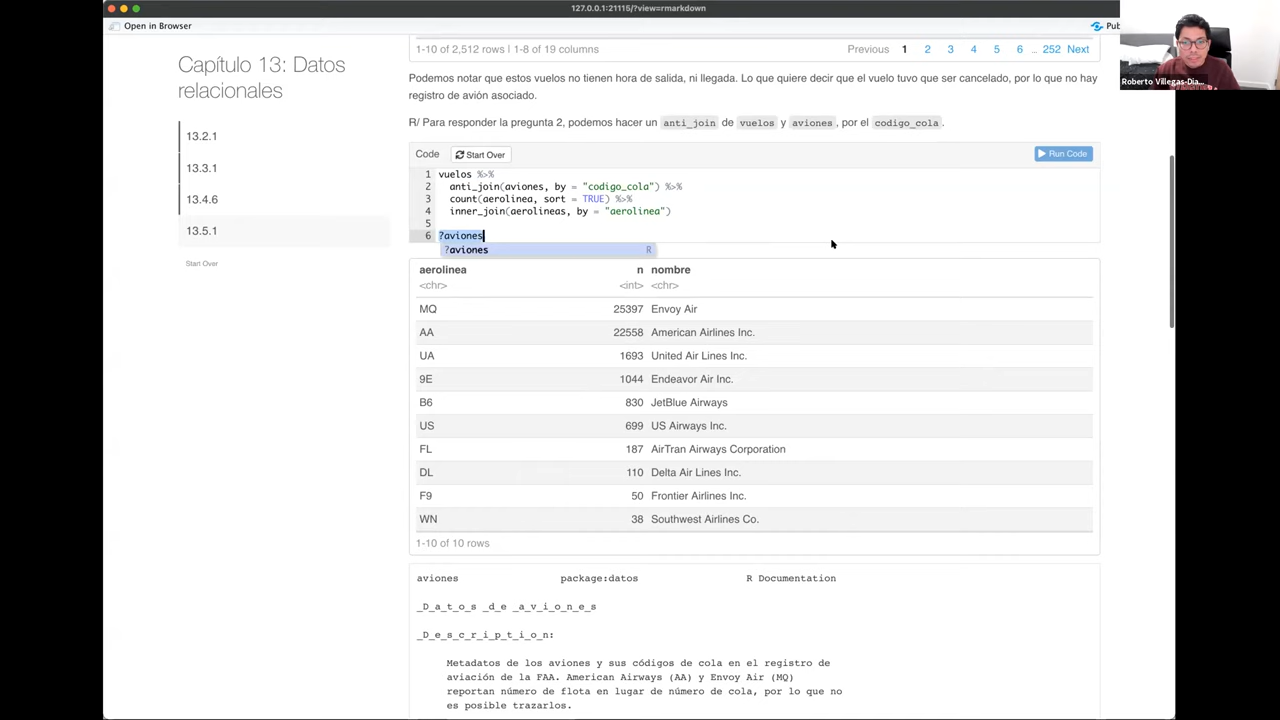 127.0.0.1:21115/?view=rmarkdown
Open in Browser
Roberto Villegas-Dia...
Capítulo 13: Datos
relacionales
13.2.1
13.3.1
13.4.6
13.5.1
Start Over
1-10 of 2,512 rows | 1-8 of 19 columns
Previous 1 2 3 4 5 6 ... 252 Next
Podemos notar que estos vuelos no tienen hora de salida, ni llegada. Lo que quiere decir que el vuelo tuvo que ser cancelado, por lo que no hay
registro de avión asociado.
R/ Para responder la pregunta 2, podemos hacer un anti_join de vuelos y aviones, por el codigo_cola.
Code Start Over Run Code
1 vuelos %>%
2 anti_join(aviones, by = "codigo_cola") %>%
3 count(aerolinea, sort = TRUE) %>%
4 inner_join(aerolineas, by = "aerolinea")
5
6 ?aviones
?aviones R
aerolinea n nombre
<chr> <int> <chr>
MQ 25397 Envoy Air
AA 22558 American Airlines Inc.
UA 1693 United Air Lines Inc.
9E 1044 Endeavor Air Inc.
B6 830 JetBlue Airways
US 699 US Airways Inc.
FL 187 AirTran Airways Corporation
DL 110 Delta Air Lines Inc.
F9 50 Frontier Airlines Inc.
WN 38 Southwest Airlines Co.
1-10 of 10 rows
aviones package:datos R Documentation
_D_a_t_o_s _d_e _a_v_i_o_n_e_s
_D_e_s_c_r_i_p_t_i_o_n:
Metadatos de los aviones y sus códigos de cola en el registro de
aviación de la FAA. American Airways (AA) y Envoy Air (MQ)
reportan número de flota en lugar de número de cola, por lo que no
es posible trazarlos.